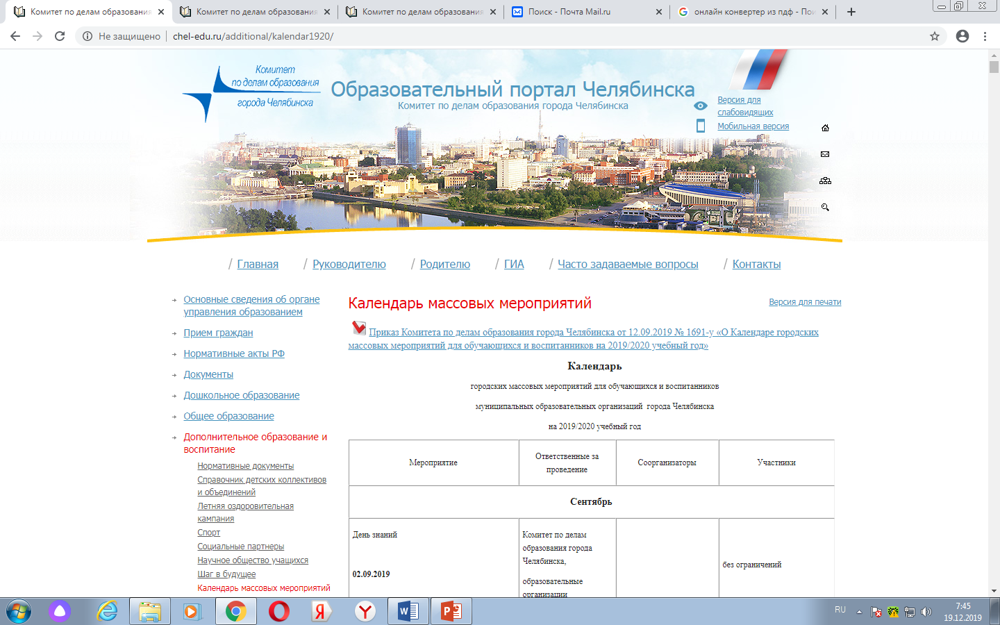 Комитет по делам образования
Комитет по делам образования
Комитет по делам образования
Поиск - Почта Mail.ru
онлайн конвертер из пдф - Пои
Не защищено
chel-edu.ru/additional/kalendar1920/
Комитет
по делам образования
города Челябинска
Образовательный портал Челябинска
Комитет по делам образования города Челябинска
Версия для
слабовидящих
Мобильная версия
/ Главная / Руководителю / Родителю / ГИА / Часто задаваемые вопросы / Контакты
Основные сведения об органе
управления образованием
Прием граждан
Нормативные акты РФ
Документы
Дошкольное образование
Общее образование
Дополнительное образование и
воспитание
Нормативные документы
Справочник детских коллективов
и объединений
Летняя оздоровительная
кампания
Спорт
Социальные партнеры
Научное общество учащихся
Шаг в будущее
Календарь массовых мероприятий
Календарь массовых мероприятий
Версия для печати
Приказ Комитета по делам образования города Челябинска от 12.09.2019 № 1691-у «О Календаре городских
массовых мероприятий для обучающихся и воспитанников на 2019/2020 учебный год»
Календарь
городских массовых мероприятий для обучающихся и воспитанников
муниципальных образовательных организаций города Челябинска
на 2019/2020 учебный год
Мероприятие
Ответственные за
проведение
Соорганизаторы
Участники
Сентябрь
День знаний
02.09.2019
Комитет по делам
образования города
Челябинска,
образовательные
организации
без ограничений
RU
7:45
19.12.2019